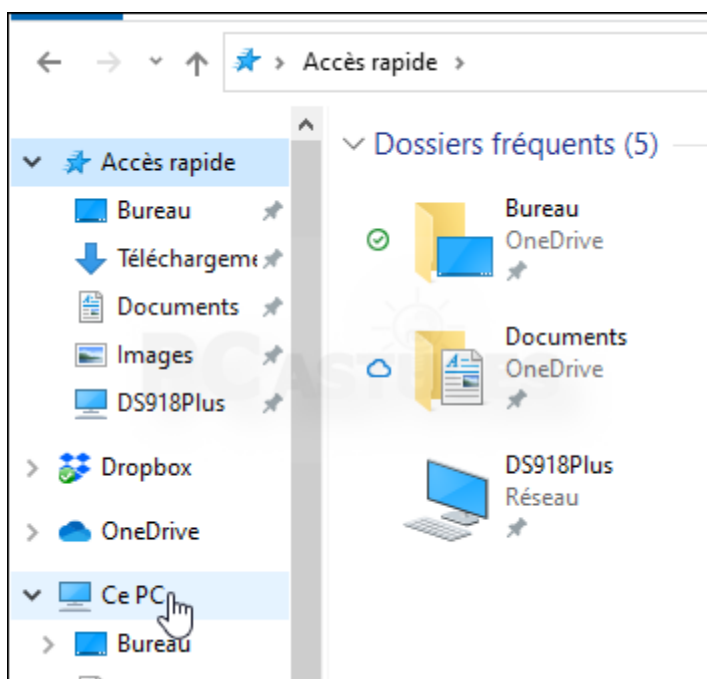 Accès rapide
Accès rapide
Bureau
Téléchargeme
Documents
Images
DS918Plus
Dropbox
OneDrive
Ce PC
Bureau
Dossiers fréquents (5)
Bureau
OneDrive
Documents
OneDrive
DS918Plus
Réseau
PCASTUCES